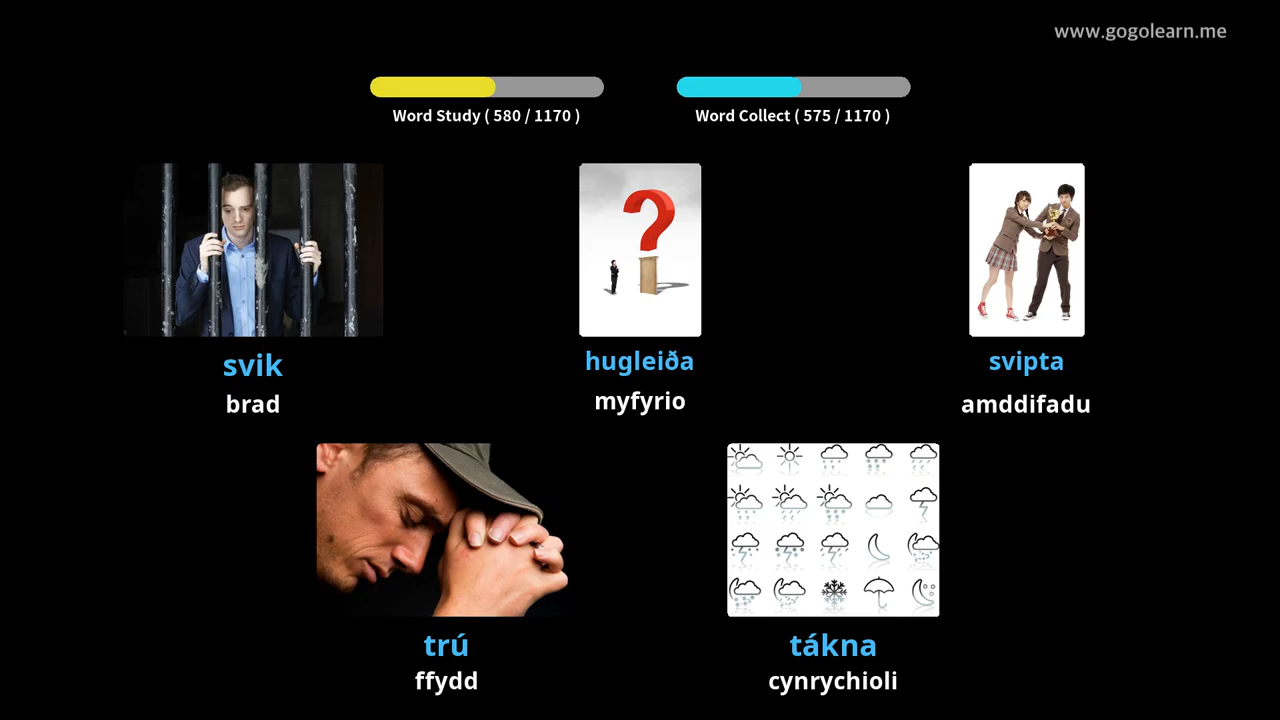 www.gogolearn.me
Word Study ( 580 / 1170 )
Word Collect ( 575 / 1170 )
svik
brad
hugleiða
myfyrio
svipta
amddifadu
trú
ffydd
tákna
cynrychioli